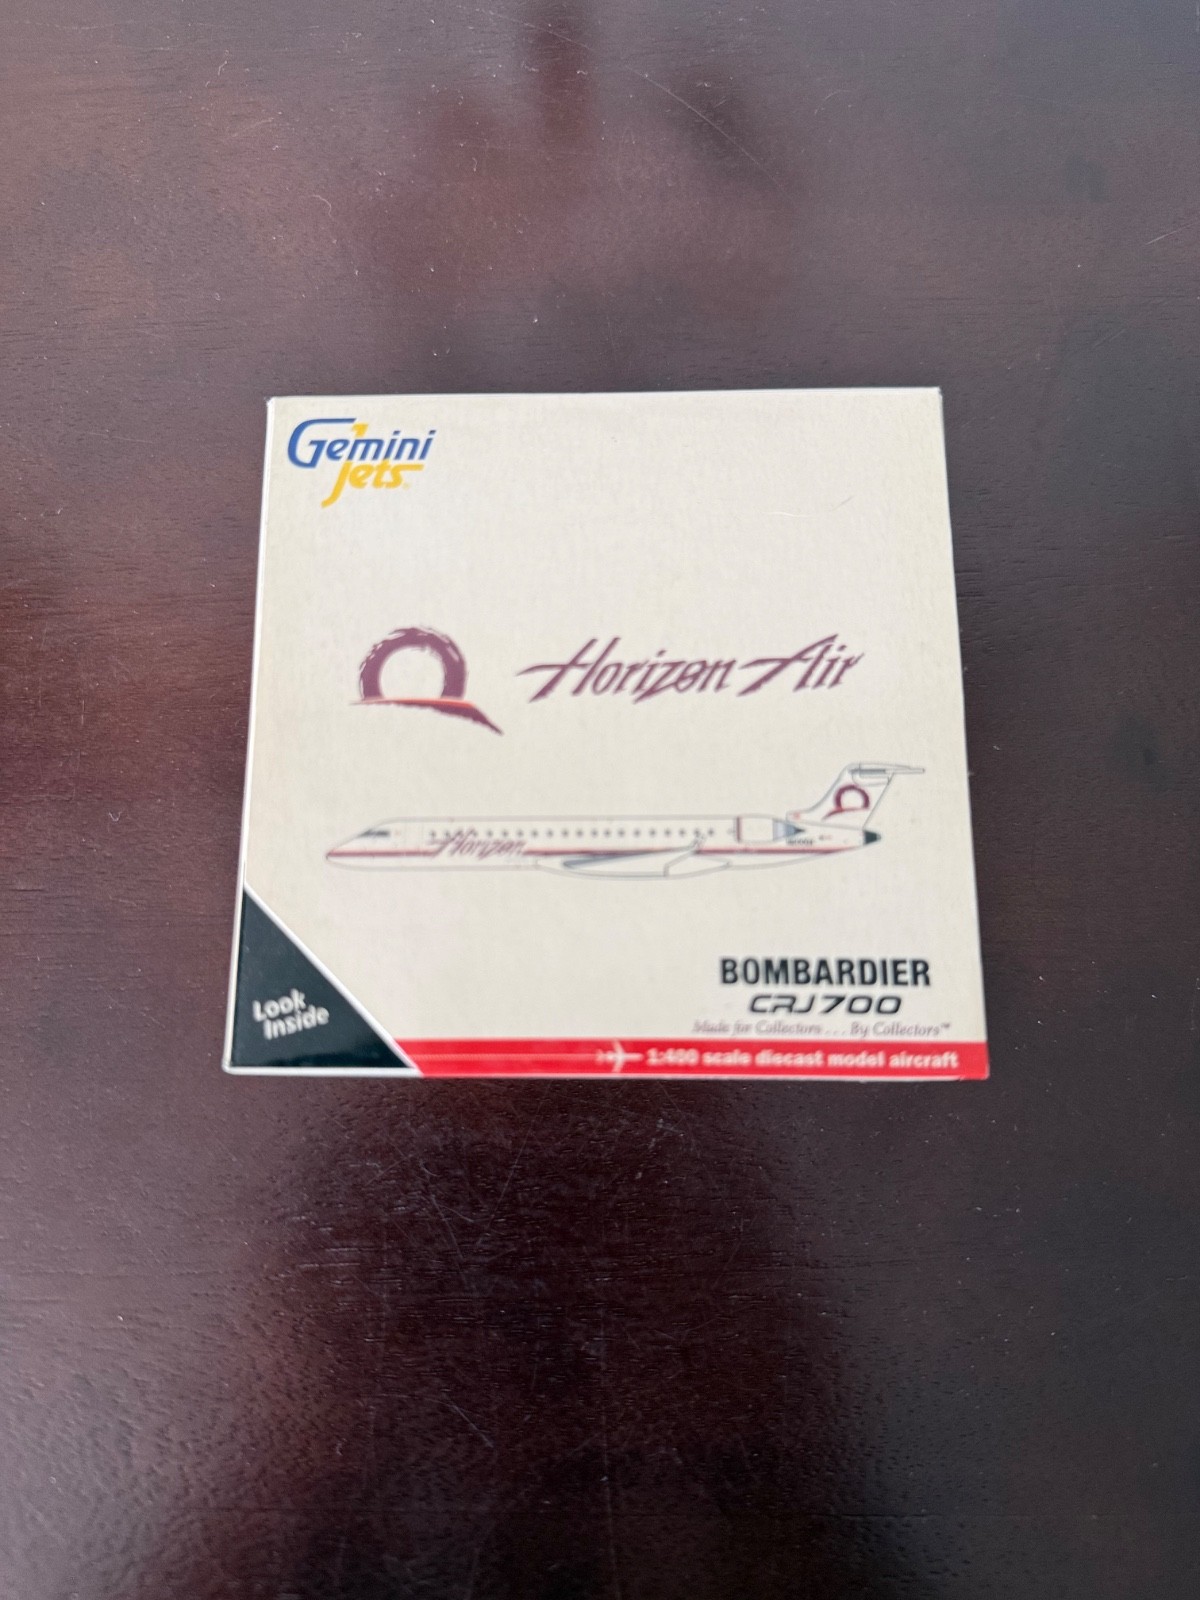 Gemini
Jets
Horizon Air
Horizon
BOMBARDIER
CRJ700
Made for Collectors . . . By Collectors™
Look
Inside
1:400 scale diecast model aircraft